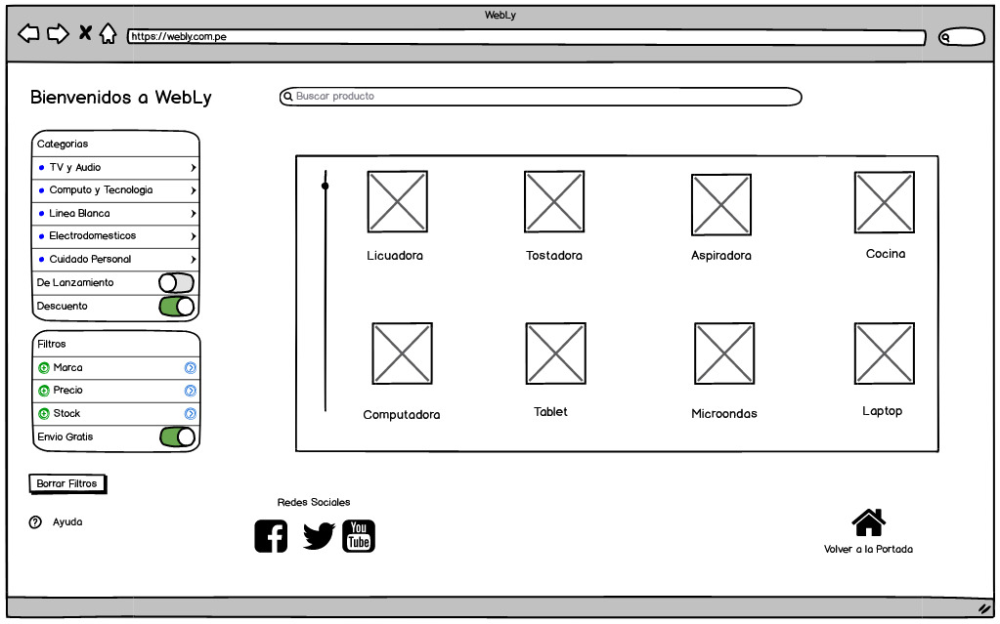 WebLy
https://webly.com.pe
Bienvenidos a WebLy
Buscar producto
Categorias
TV y Audio
Computo y Tecnologia
Linea Blanca
Electrodomesticos
Cuidado Personal
De Lanzamiento
Descuento
Filtros
Marca
Precio
Stock
Envio Gratis
Borrar Filtros
Ayuda
Licuadora
Tostadora
Aspiradora
Cocina
Computadora
Tablet
Microondas
Laptop
Redes Sociales
You
Tube
Volver a la Portada